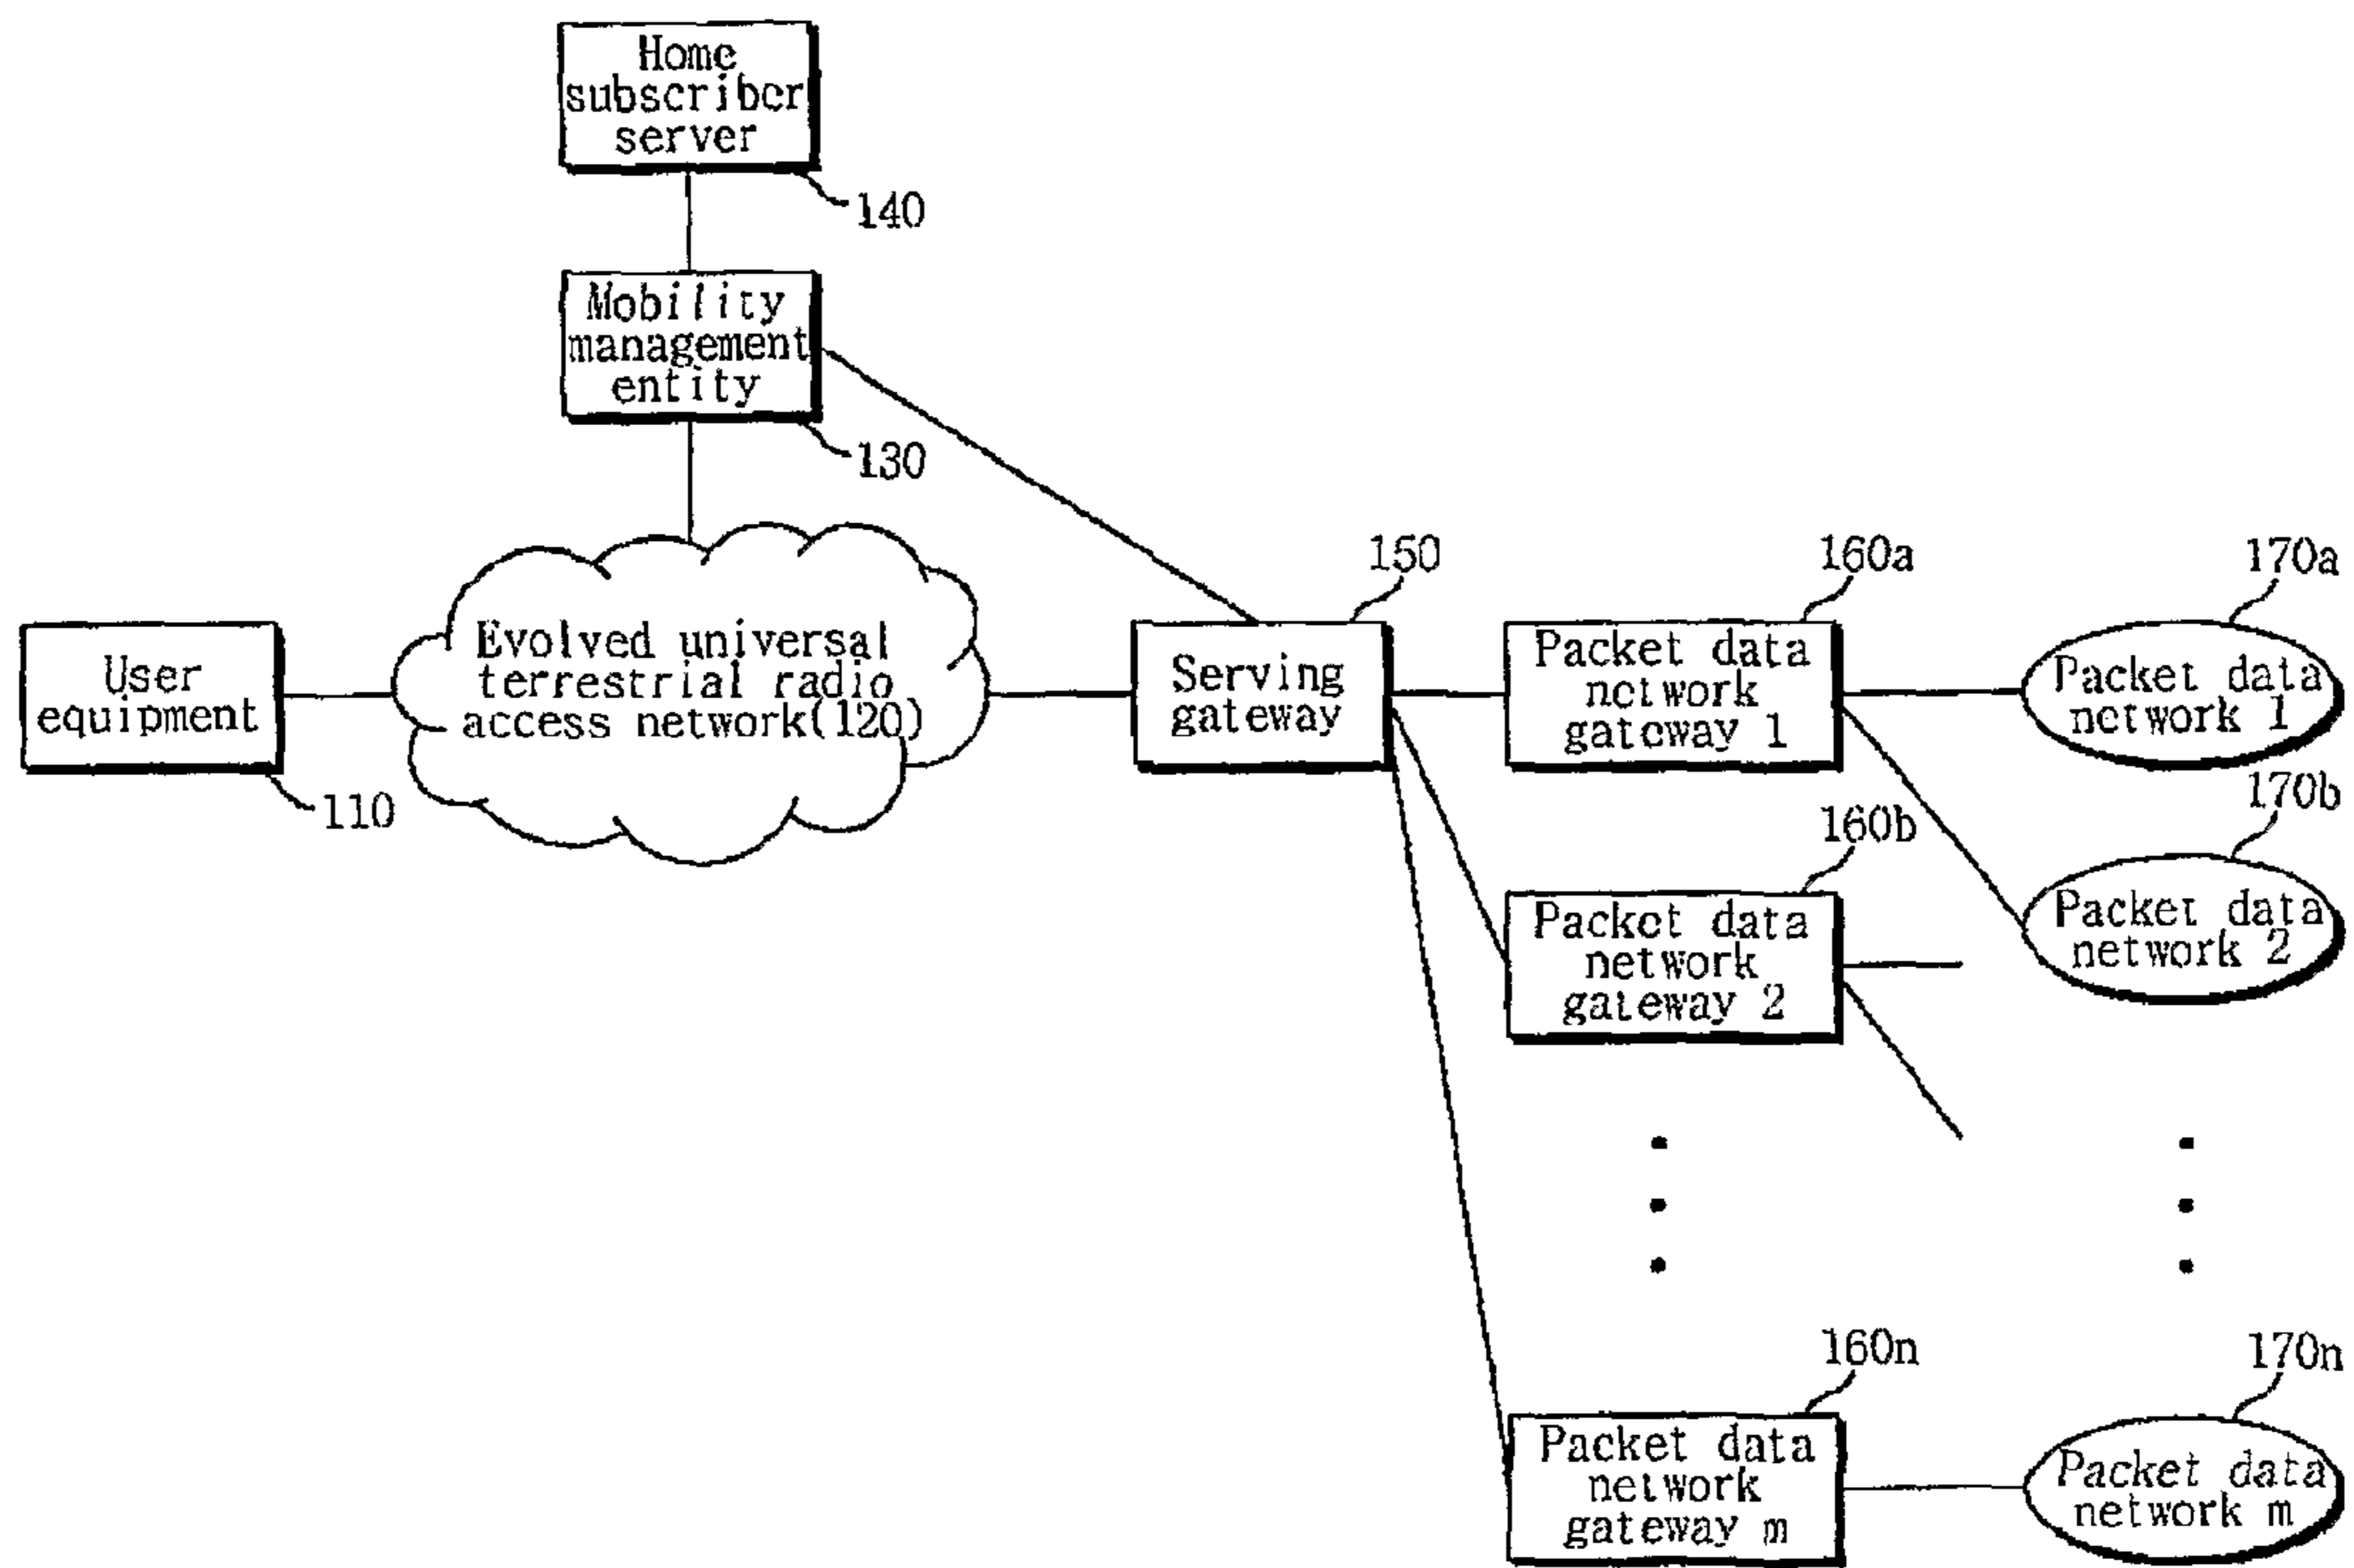 Home
subscriber
server
140
Mobility
management
entity
130
User
equipment
110
Evolved universal
terrestrial radio
access network(120)
150
Serving
gateway
160a
Packet data
network
gateway 1
170a
Packet data
network 1
160b
Packet data
network
gateway 2
170b
Packet data
network 2
160n
Packet data
network
gateway m
170n
Packet data
network m